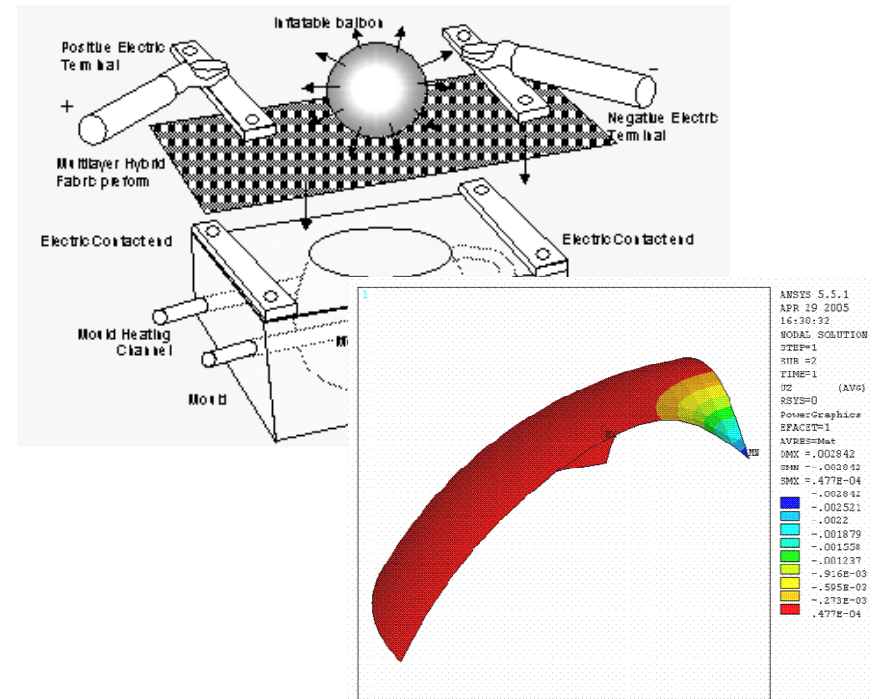 Inflatable balloon
Positive Electric
Terminal
+
−
Negative Electric
Terminal
Multilayer Hybrid
Fabric preform
Electric Contact end
Electric Contact end
Mould Heating
Channel
Mould
1
ANSYS 5.5.1
APR 29 2005
16:30:32
NODAL SOLUTION
STEP=1
SUB =2
TIME=1
UZ (AVG)
RSYS=0
PowerGraphics
EFACET=1
AVRES=Mat
DMX =.002842
SMN =-.002842
SMX =.477E-04
-.002842
-.002521
-.0022
-.001879
-.001558
-.001237
-.916E-03
-.595E-03
-.273E-03
.477E-04
MX
MN